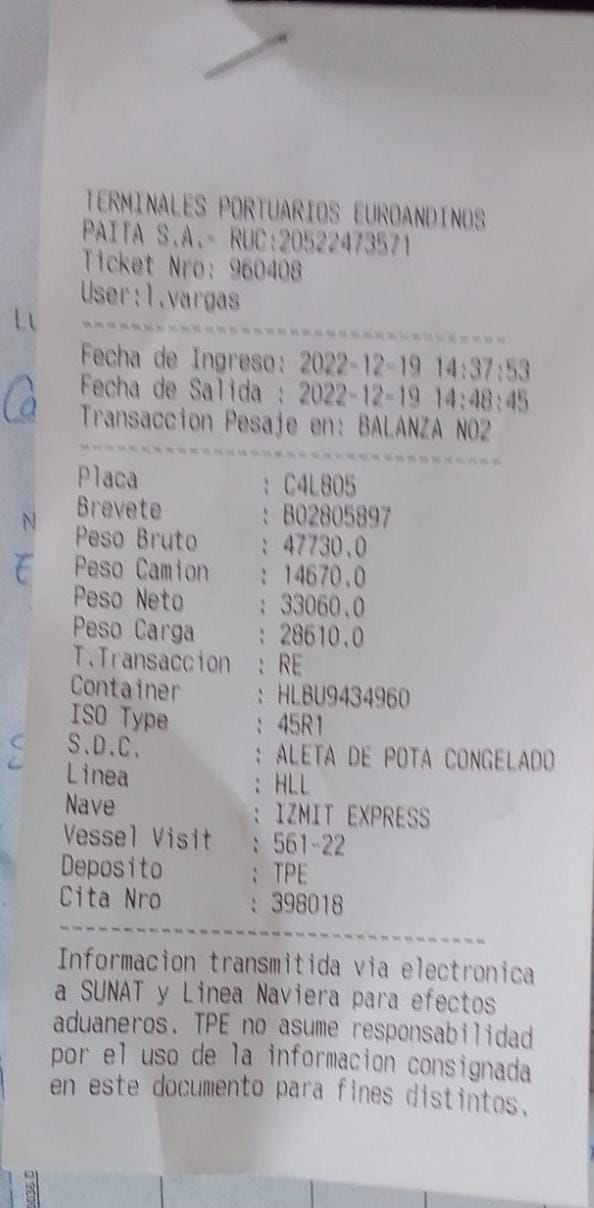 TERMINALES PORTUARIOS EUROANDINOS
PAITA S.A.- RUC:20522473571
Ticket Nro: 960408
User:l.vargas
Fecha de Ingreso: 2022-12-19 14:37:53
Fecha de Salida : 2022-12-19 14:48:45
Transaccion Pesaje en: BALANZA NO2
Placa : C4L805
Brevete : B02805897
Peso Bruto : 47730.0
Peso Camion : 14670.0
Peso Neto : 33060.0
Peso Carga : 28610.0
T.Transaccion : RE
Container : HLBU9434960
ISO Type : 45R1
S.D.C. : ALETA DE POTA CONGELADO
Linea : HLL
Nave : IZMIT EXPRESS
Vessel Visit : 561-22
Deposito : TPE
Cita Nro : 398018
Informacion transmitida via electronica
a SUNAT y Linea Naviera para efectos
aduaneros. TPE no asume responsabilidad
por el uso de la informacion consignada
en este documento para fines distintos.